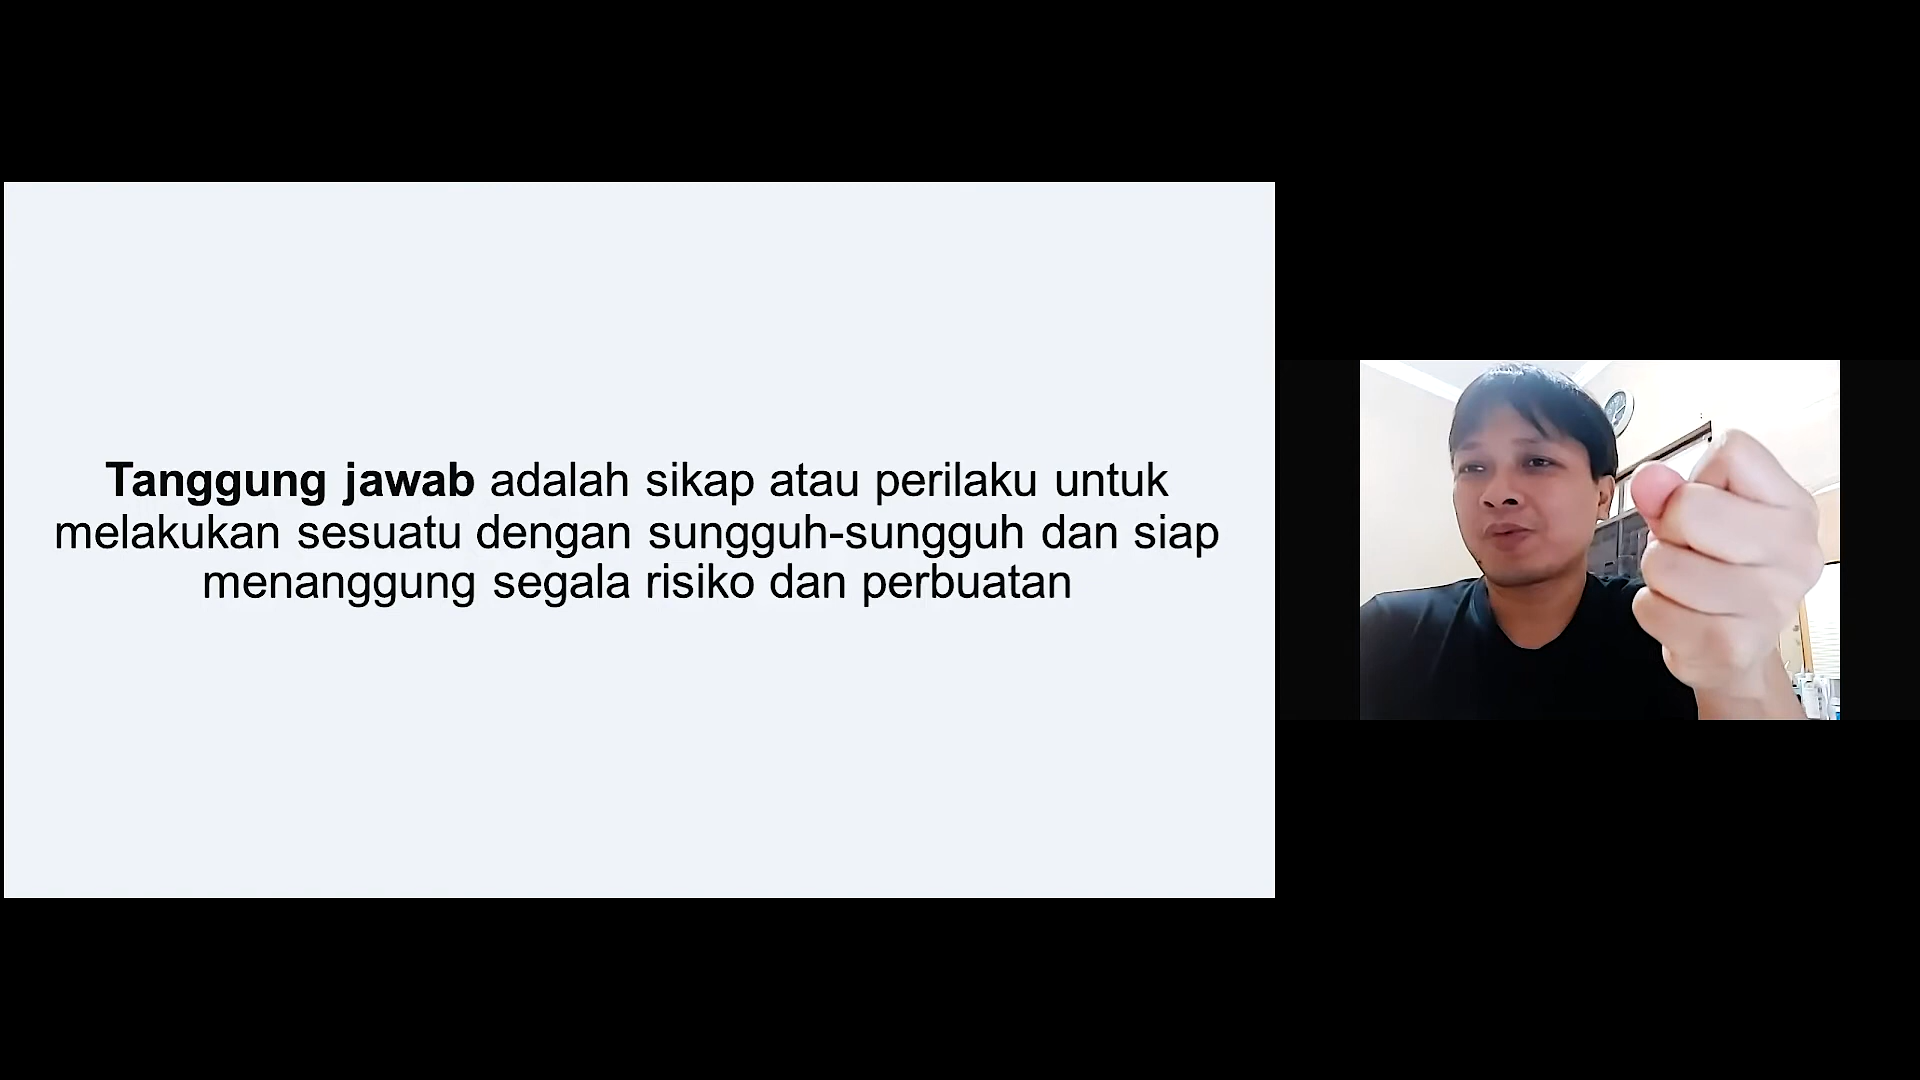 Tanggung jawab adalah sikap atau perilaku untuk
melakukan sesuatu dengan sungguh-sungguh dan siap
menanggung segala risiko dan perbuatan